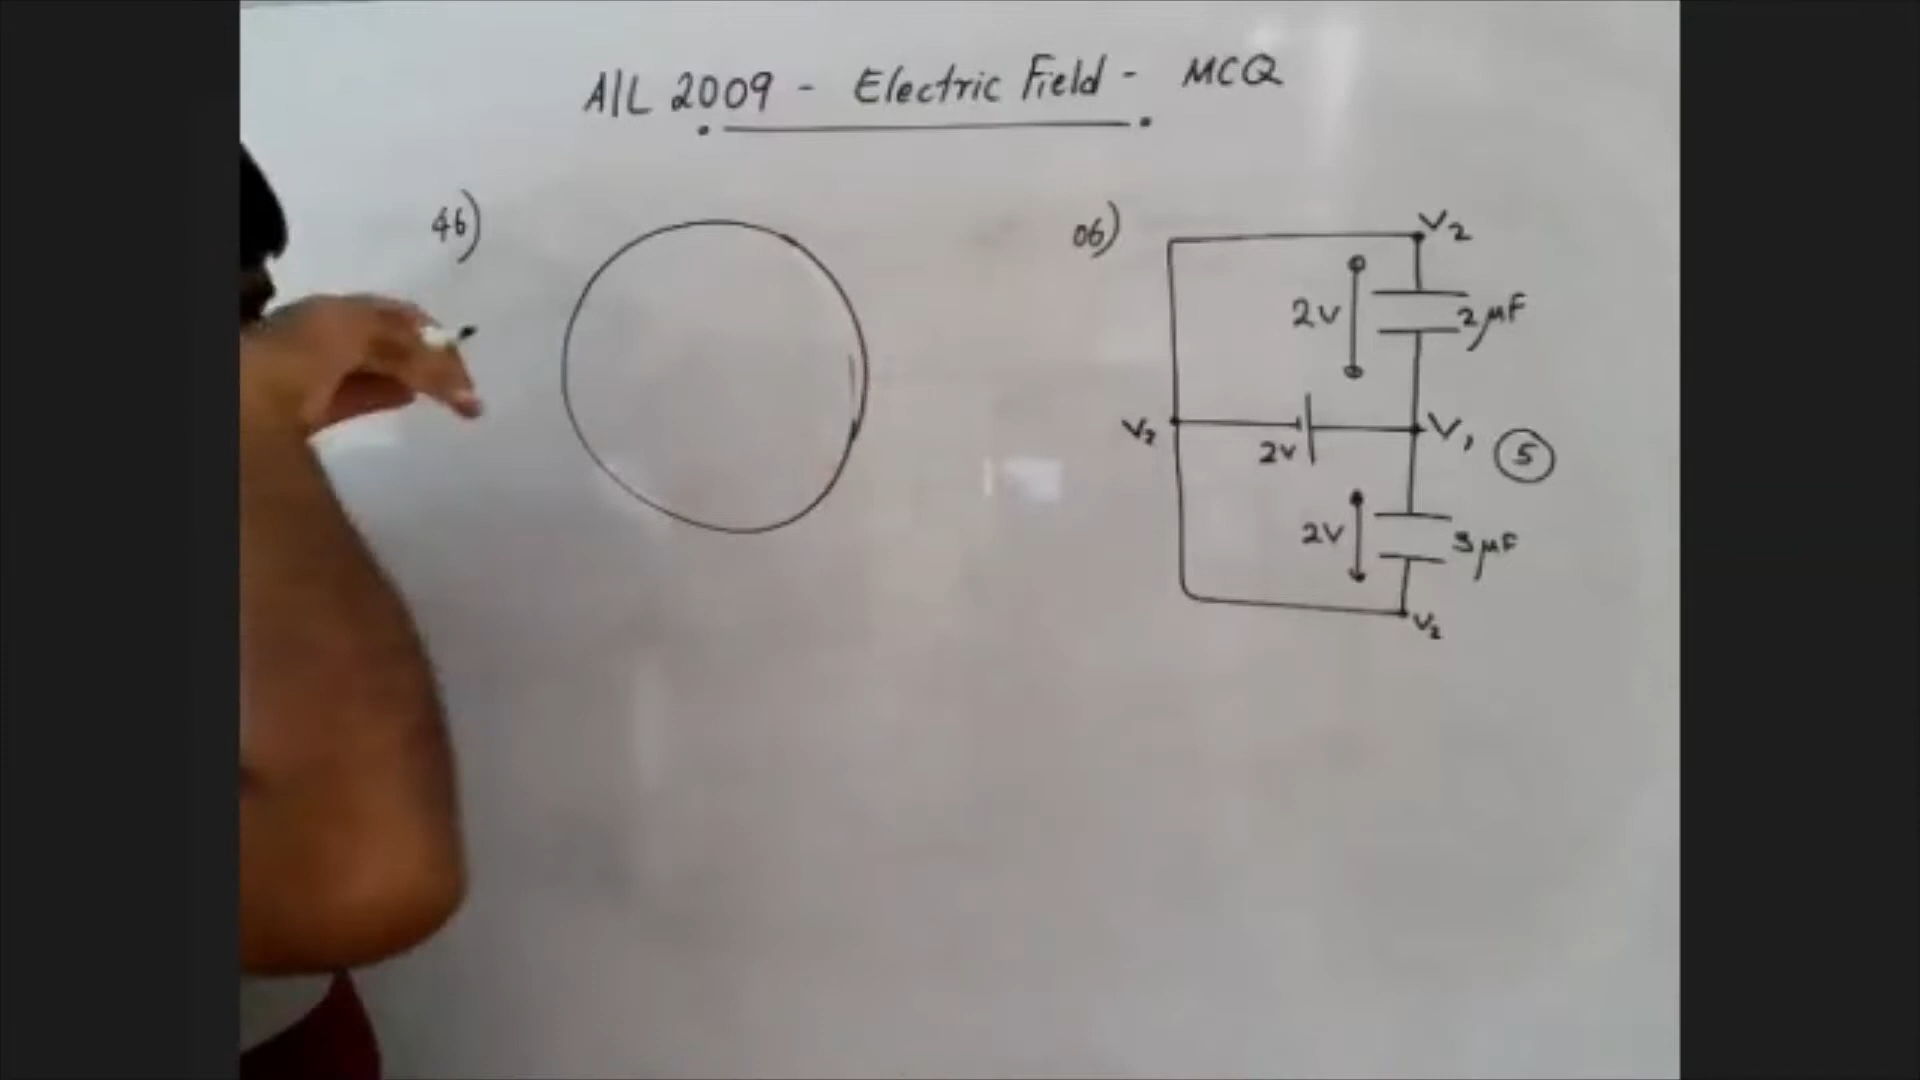 A/L 2009 - Electric Field - MCQ
46)
06)
V2
2V
2μF
V2
2V
V1
5
2V
3μF
V2